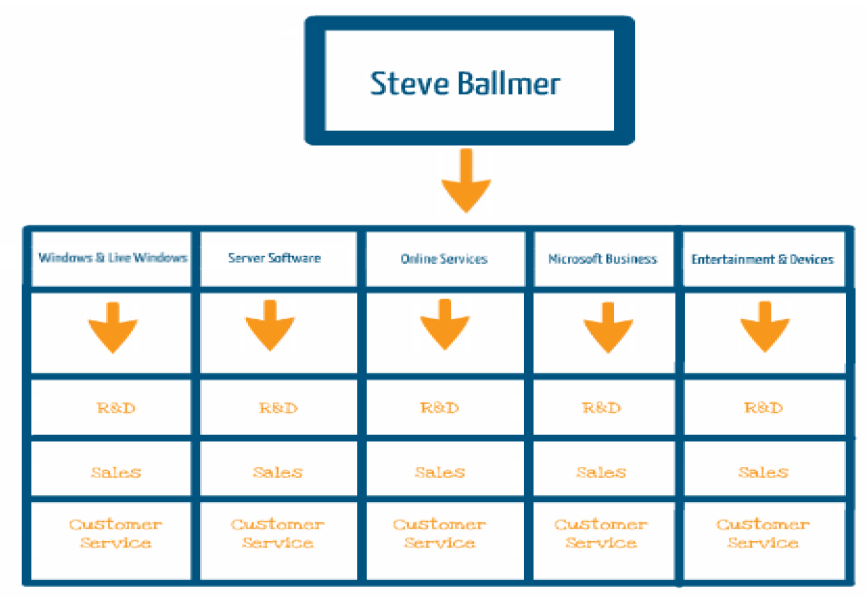 Steve Ballmer
Windows & Live Windows
Server Software
Online Services
Microsoft Business
Entertainment & Devices
R&D
R&D
R&D
R&D
R&D
Sales
Sales
Sales
Sales
Sales
Customer
Service
Customer
Service
Customer
Service
Customer
Service
Customer
Service